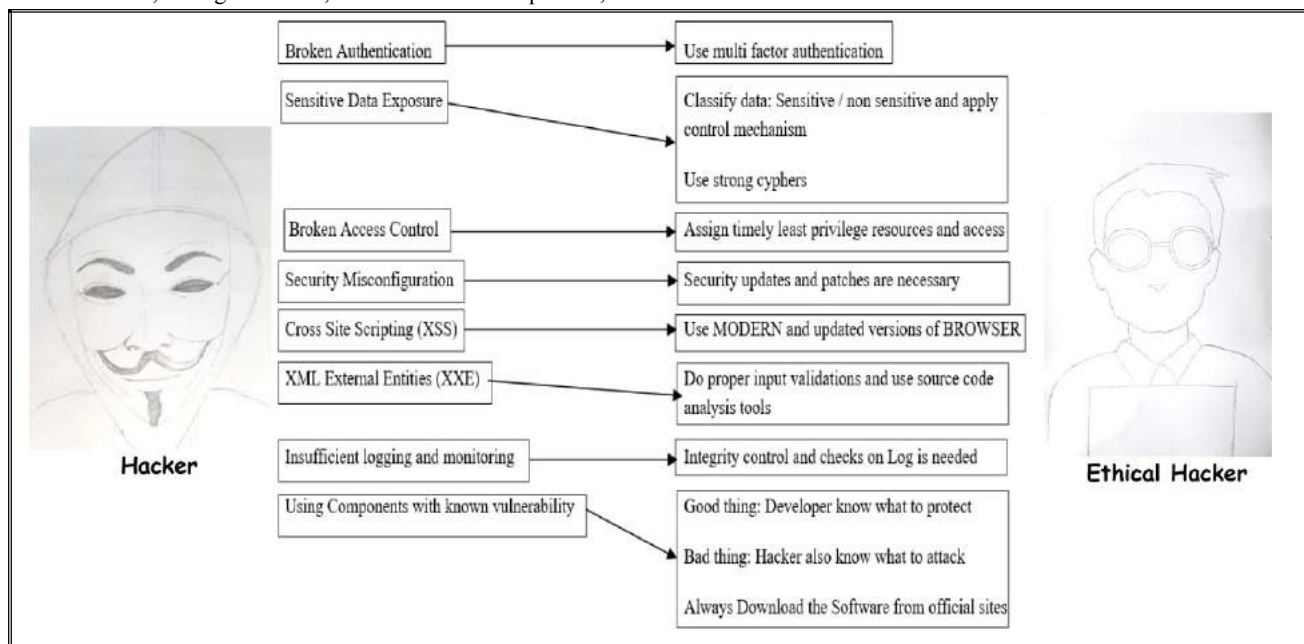 Broken Authentication
Use multi factor authentication
Sensitive Data Exposure
Classify data: Sensitive / non sensitive and apply
control mechanism
Use strong cyphers
Broken Access Control
Assign timely least privilege resources and access
Security Misconfiguration
Security updates and patches are necessary
Cross Site Scripting (XSS)
Use MODERN and updated versions of BROWSER
XML External Entities (XXE)
Do proper input validations and use source code
analysis tools
Insufficient logging and monitoring
Integrity control and checks on Log is needed
Using Components with known vulnerability
Good thing: Developer know what to protect
Bad thing: Hacker also know what to attack
Always Download the Software from official sites
Hacker
Ethical Hacker